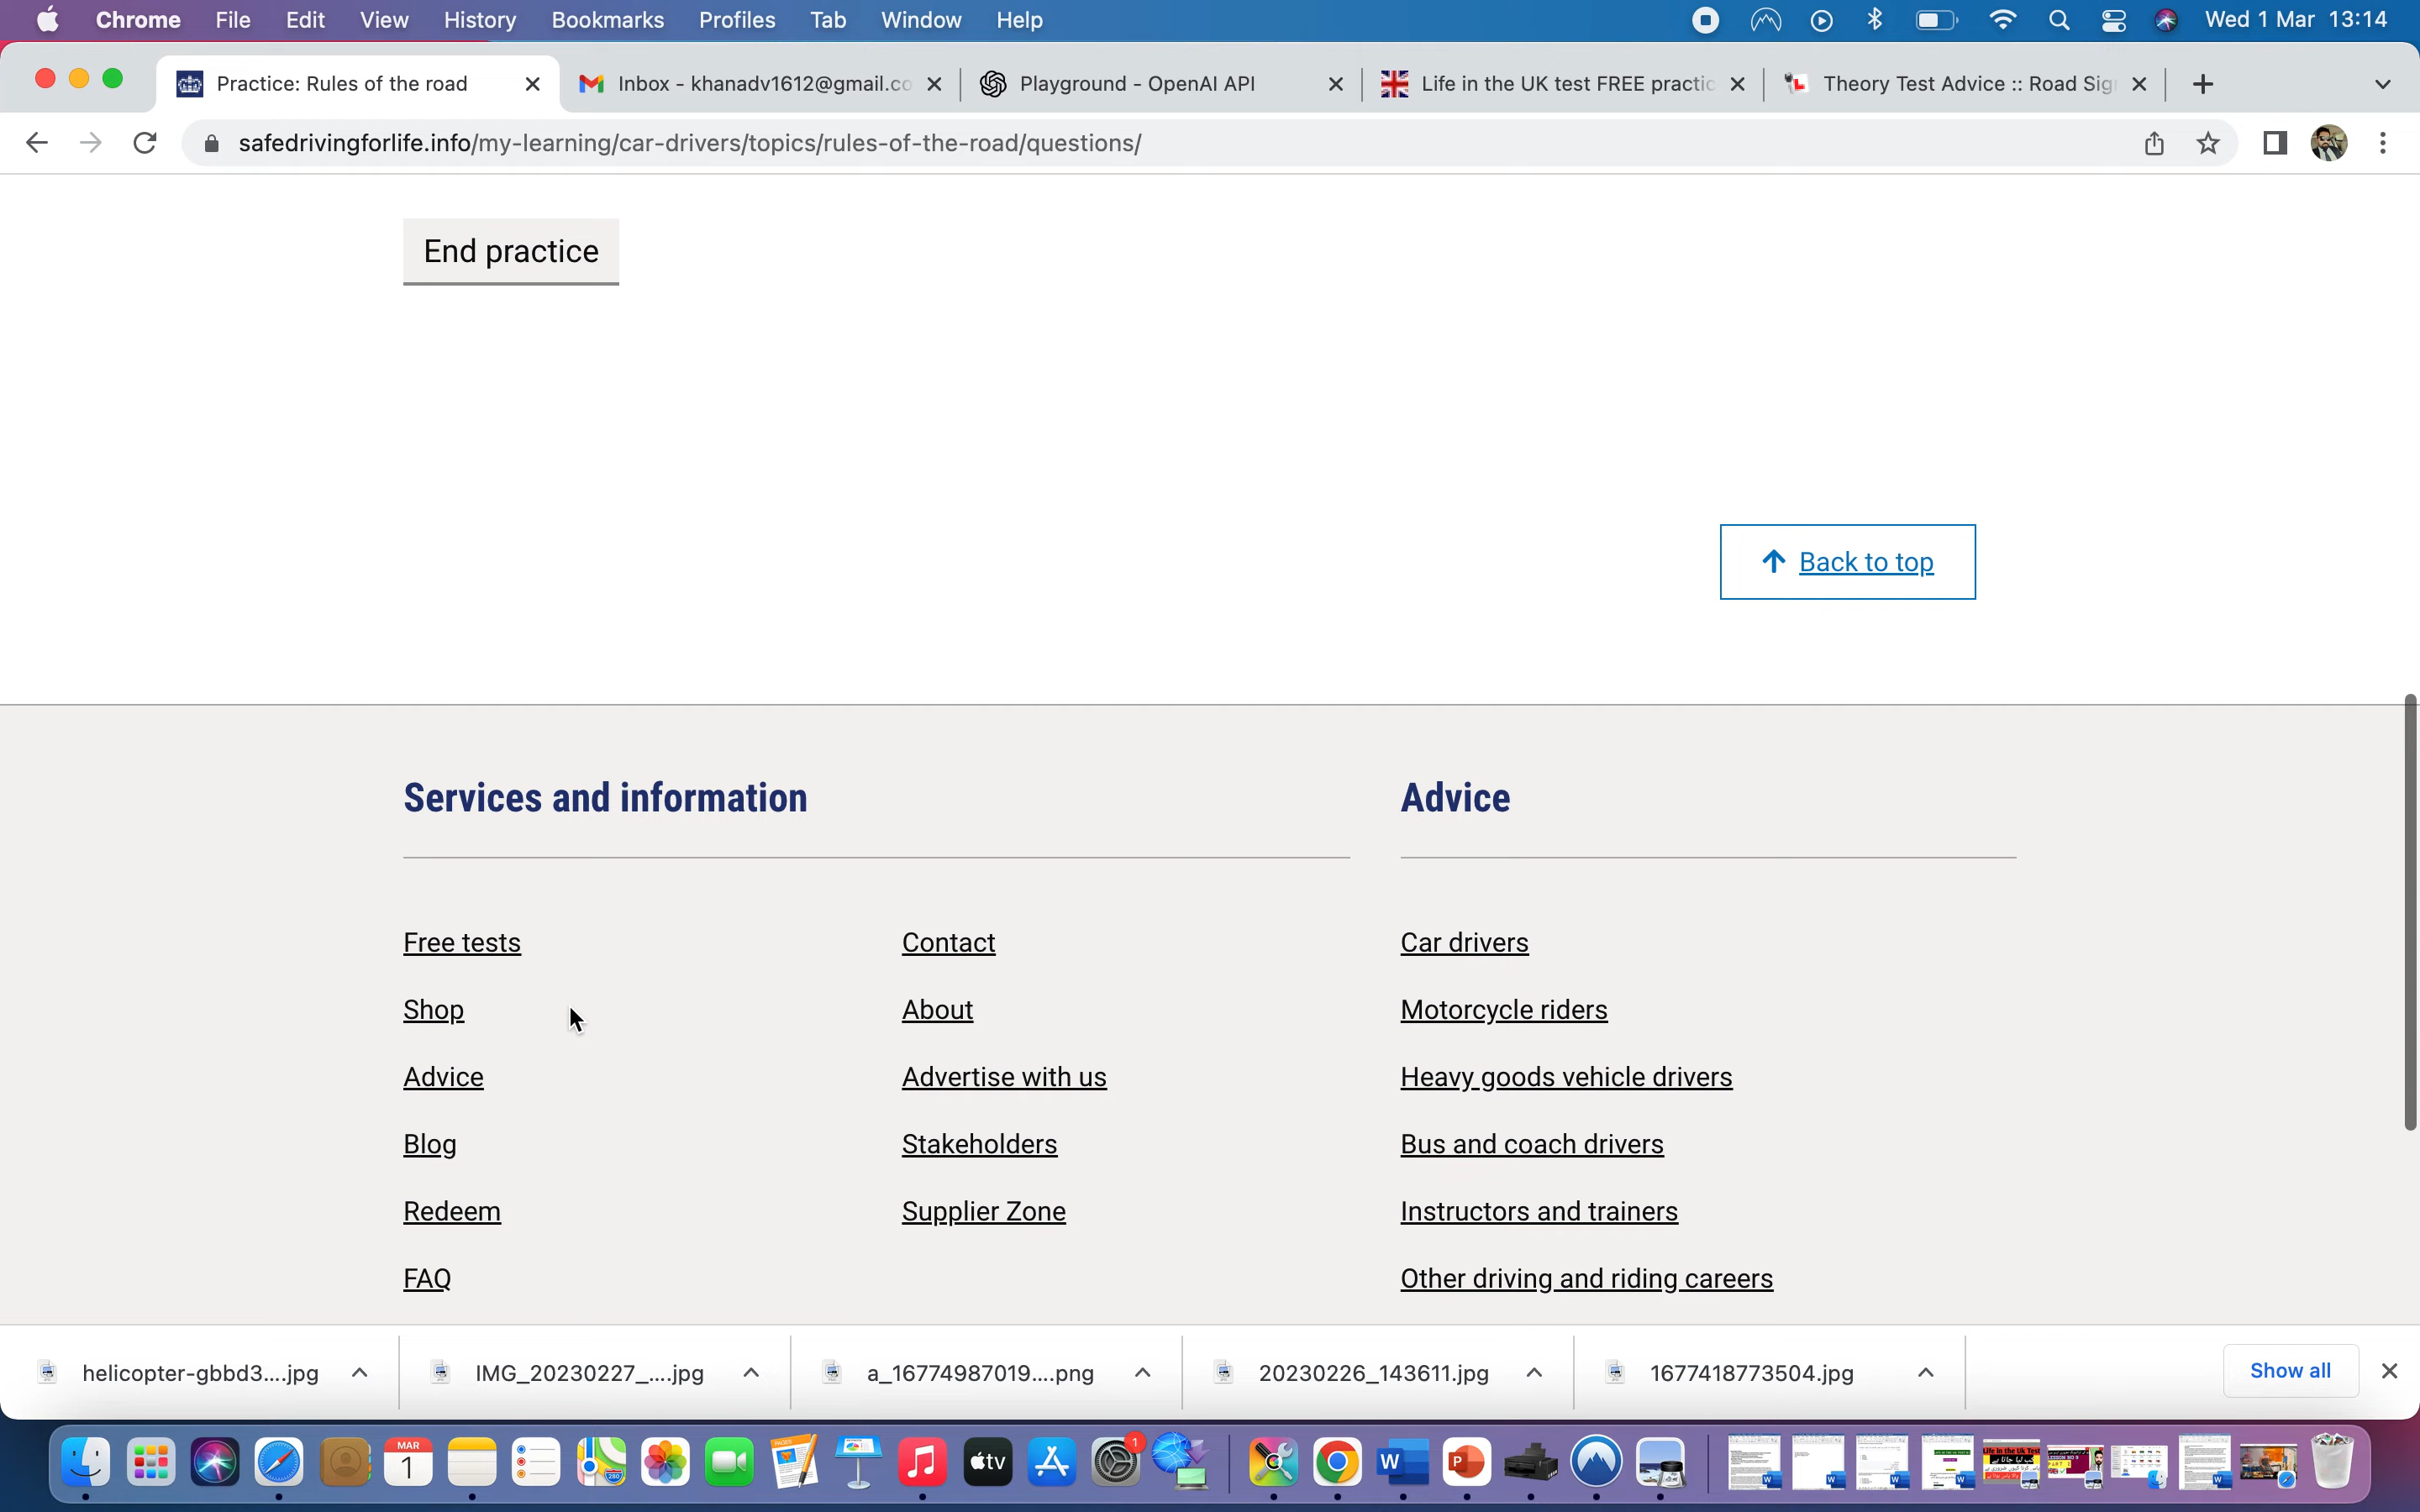 Chrome File Edit View History Bookmarks Profiles Tab Window Help Wed 1 Mar 13:14
Practice: Rules of the road Inbox - khanadv1612@gmail.co Playground - OpenAI API Life in the UK test FREE practic Theory Test Advice :: Road Sig
safedrivingforlife.info/my-learning/car-drivers/topics/rules-of-the-road/questions/
End practice
Back to top
Services and information Advice
Free tests Contact Car drivers
Shop About Motorcycle riders
Advice Advertise with us Heavy goods vehicle drivers
Blog Stakeholders Bus and coach drivers
Redeem Supplier Zone Instructors and trainers
FAQ Other driving and riding careers
helicopter-gbbd3....jpg IMG_20230227_....jpg a_16774987019....png 20230226_143611.jpg 1677418773504.jpg Show all
MAR
1
tv
1
W
P